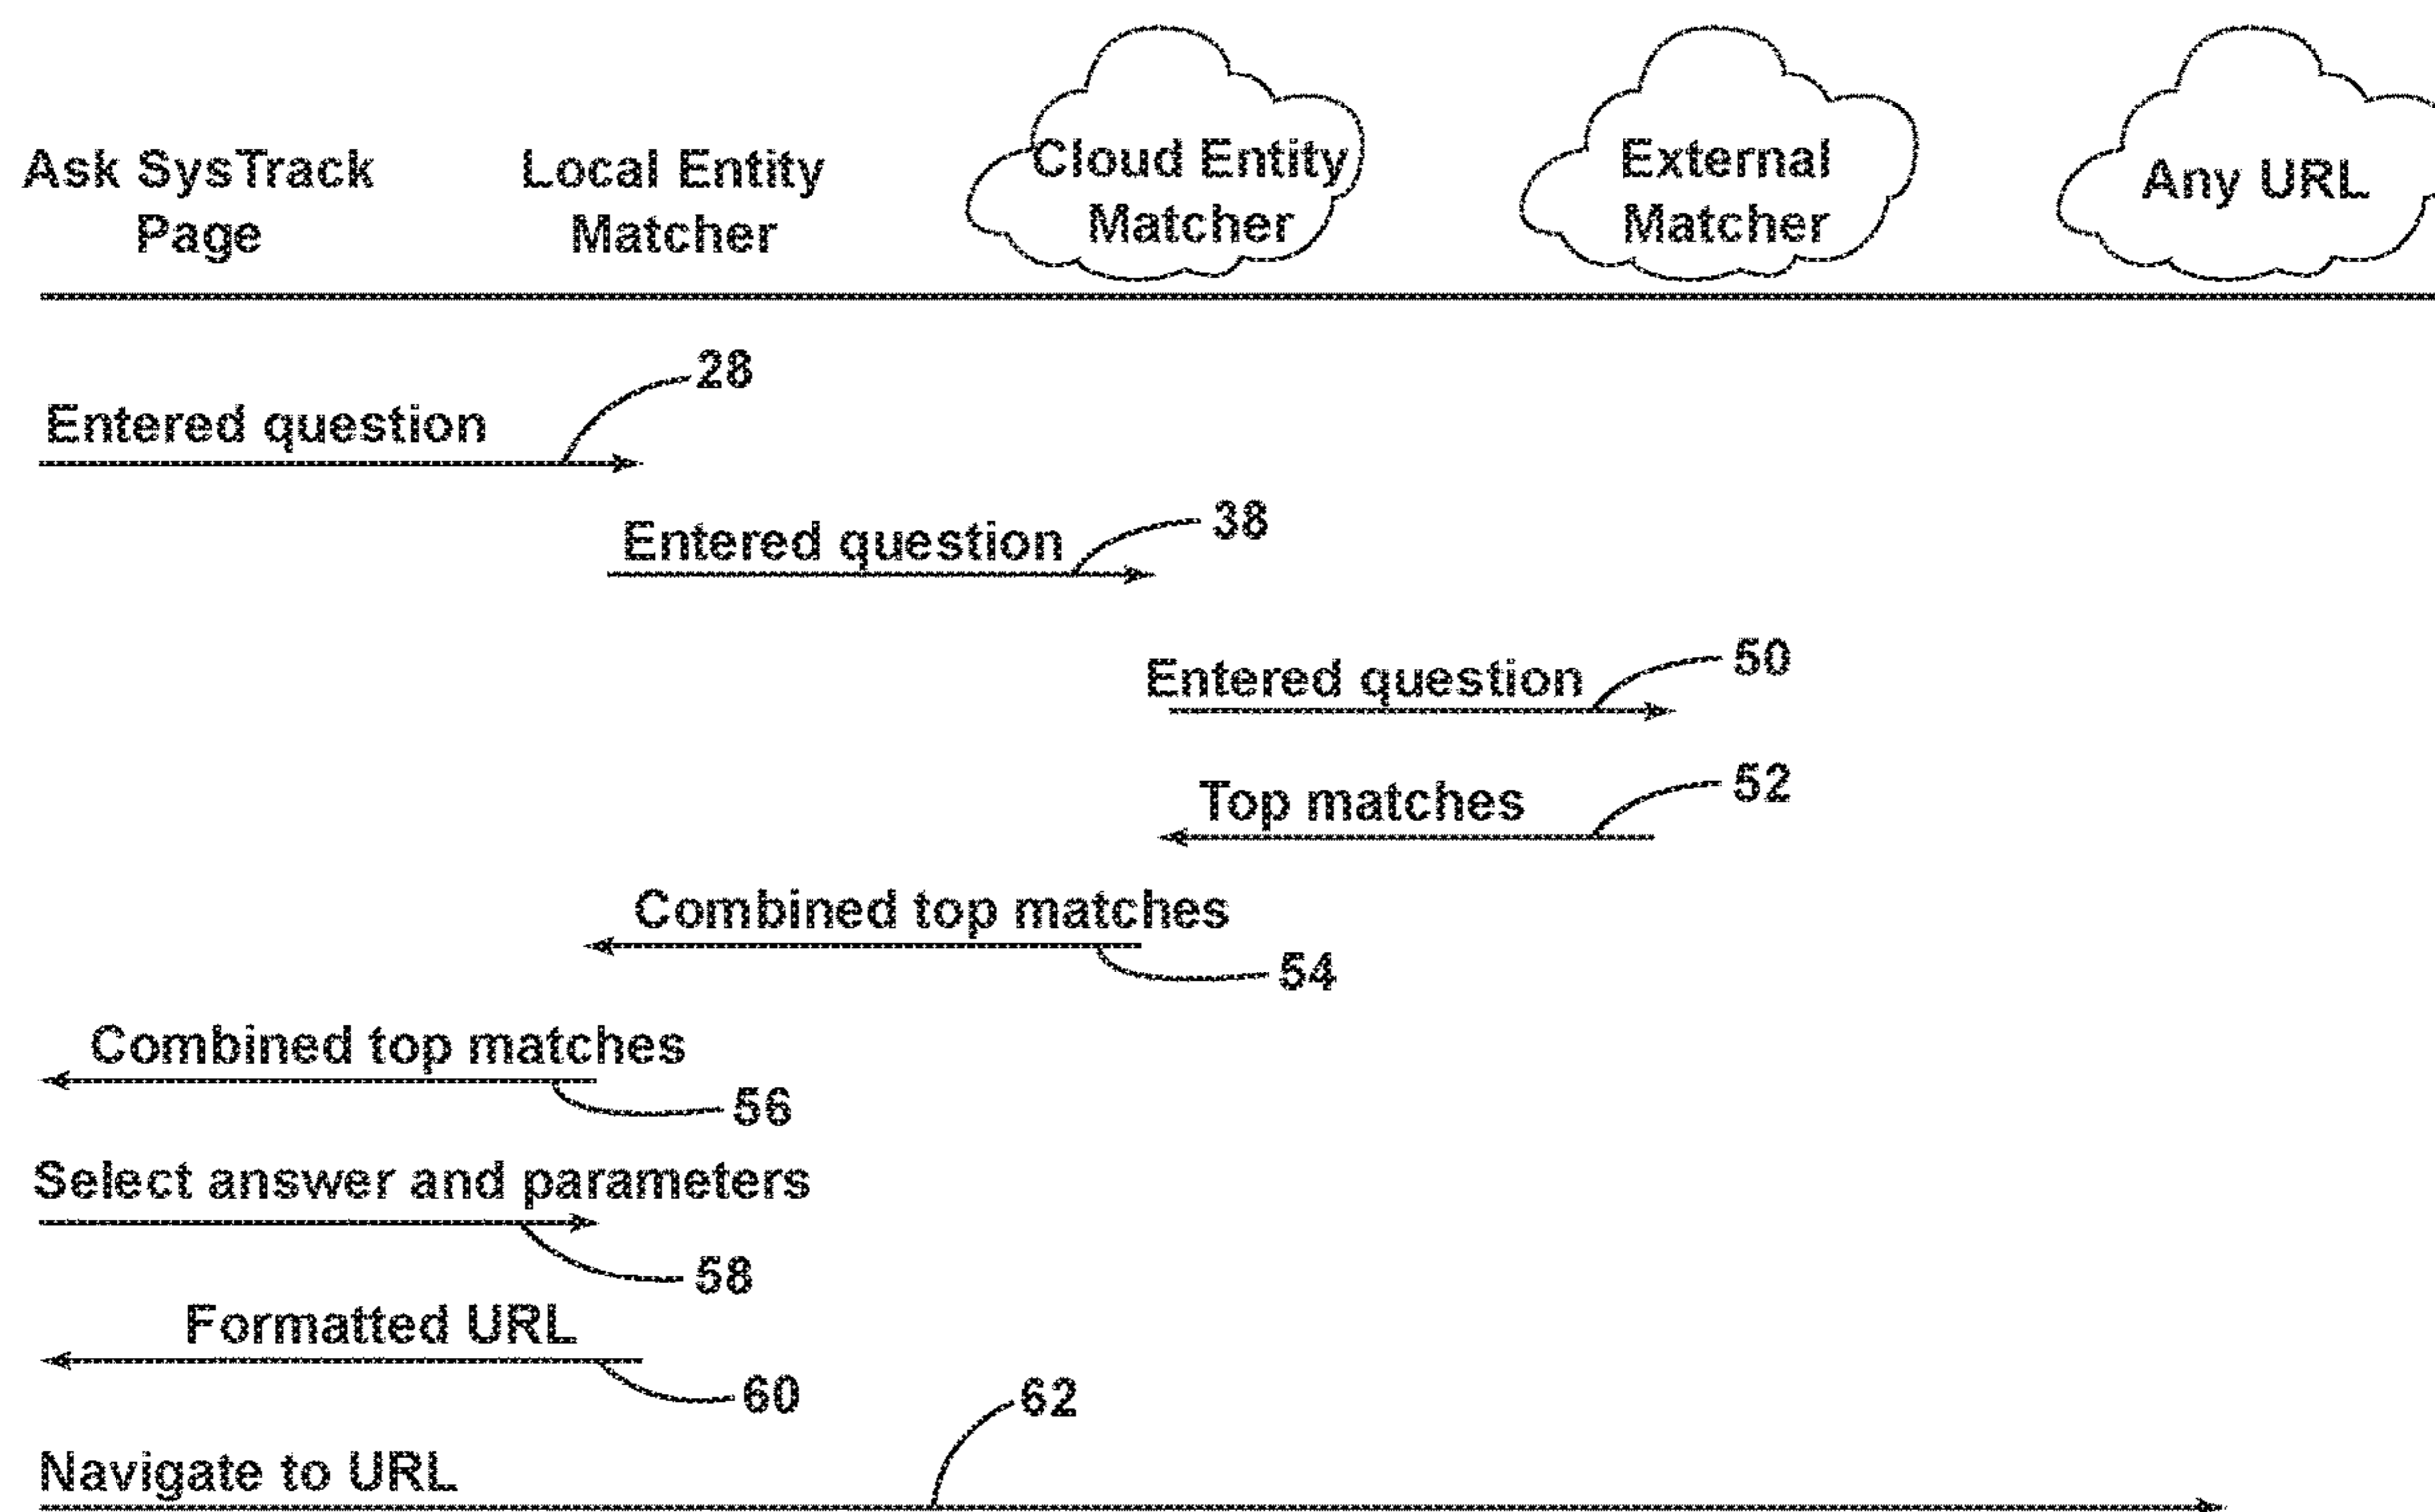 Ask SysTrack
Page
Local Entity
Matcher
Cloud Entity
Matcher
External
Matcher
Any URL
28
Entered question
38
Entered question
50
Entered question
52
Top matches
Combined top matches
54
Combined top matches
56
Select answer and parameters
58
Formatted URL
60
62
Navigate to URL